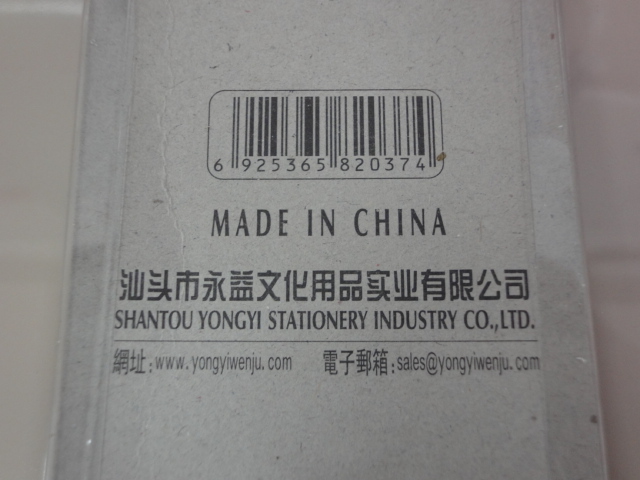 6 925365 820374
MADE IN CHINA
汕头市永益文化用品实业有限公司
SHANTOU YONGYI STATIONERY INDUSTRY CO.,LTD.
網址:www.yongyiwenju.com 電子郵箱:sales@yongyiwenju.com